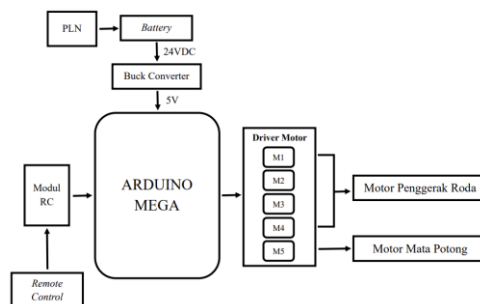 PLN
Battery
24VDC
Buck Converter
5V
Modul
RC
Remote
Control
ARDUINO
MEGA
Driver Motor
M1
M2
M3
M4
M5
Motor Penggerak Roda
Motor Mata Potong